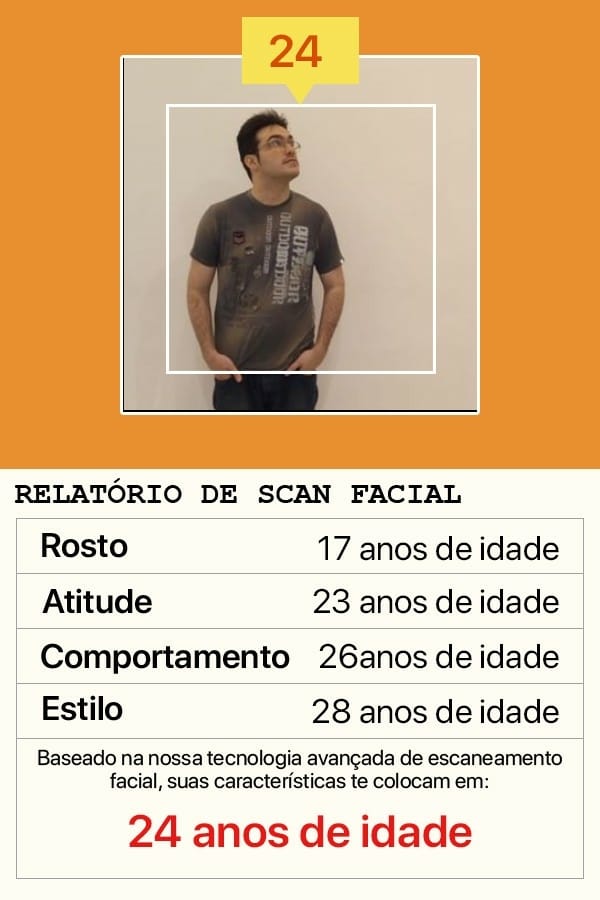 24
OUTDOOR
RELATÓRIO DE SCAN FACIAL
Rosto 17 anos de idade
Atitude 23 anos de idade
Comportamento 26anos de idade
Estilo 28 anos de idade
Baseado na nossa tecnologia avançada de escaneamento
facial, suas características te colocam em:
24 anos de idade